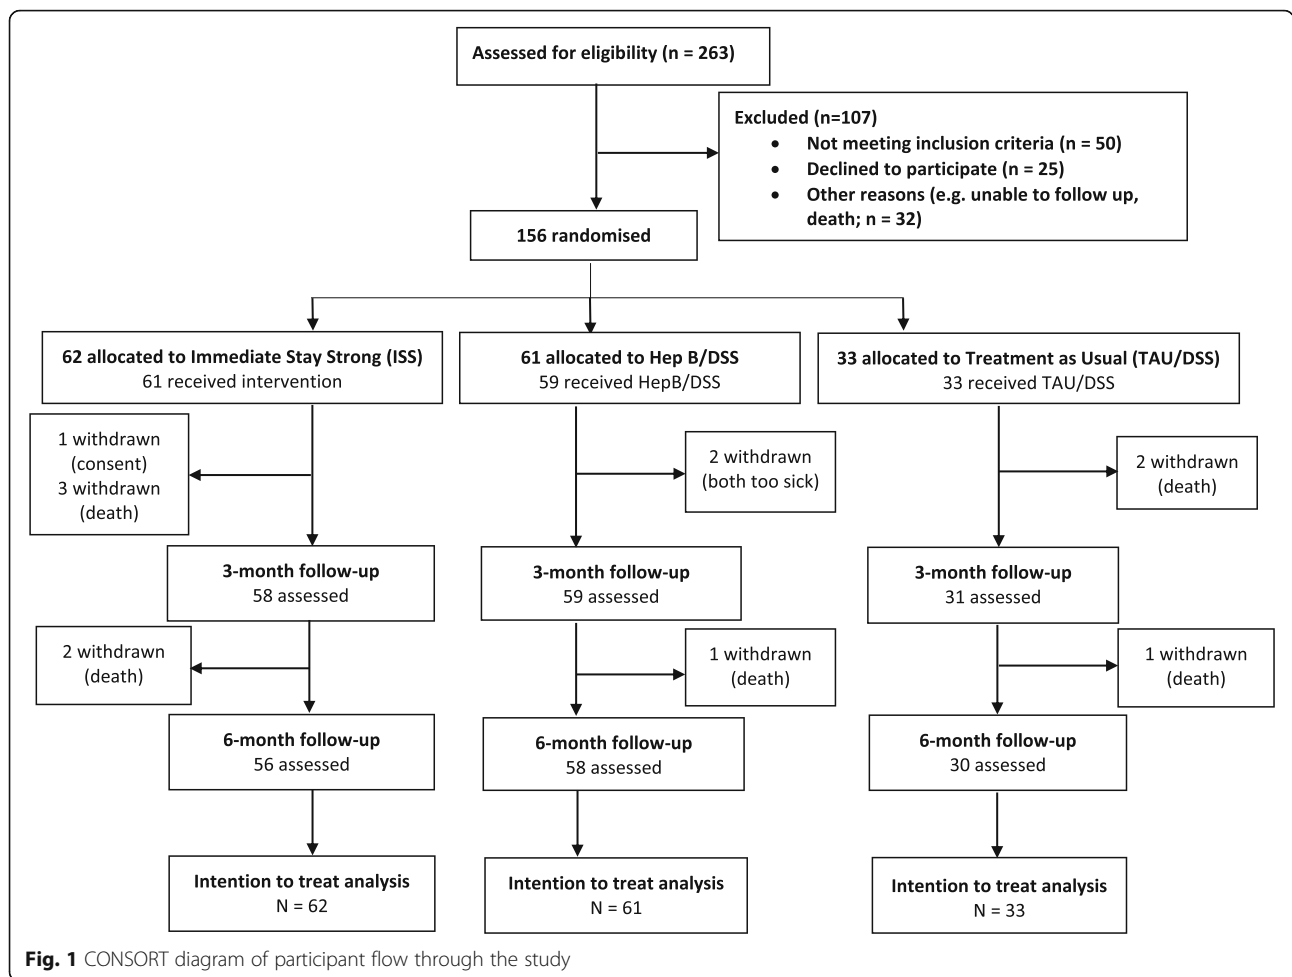 Assessed for eligibility (n = 263)
Excluded (n=107)
• Not meeting inclusion criteria (n = 50)
• Declined to participate (n = 25)
• Other reasons (e.g. unable to follow up,
death; n = 32)
156 randomised
62 allocated to Immediate Stay Strong (ISS)
61 received intervention
61 allocated to Hep B/DSS
59 received HepB/DSS
33 allocated to Treatment as Usual (TAU/DSS)
33 received TAU/DSS
1 withdrawn
(consent)
3 withdrawn
(death)
2 withdrawn
(both too sick)
2 withdrawn
(death)
3-month follow-up
58 assessed
3-month follow-up
59 assessed
3-month follow-up
31 assessed
2 withdrawn
(death)
1 withdrawn
(death)
1 withdrawn
(death)
6-month follow-up
56 assessed
6-month follow-up
58 assessed
6-month follow-up
30 assessed
Intention to treat analysis
N = 62
Intention to treat analysis
N = 61
Intention to treat analysis
N = 33
Fig. 1 CONSORT diagram of participant flow through the study